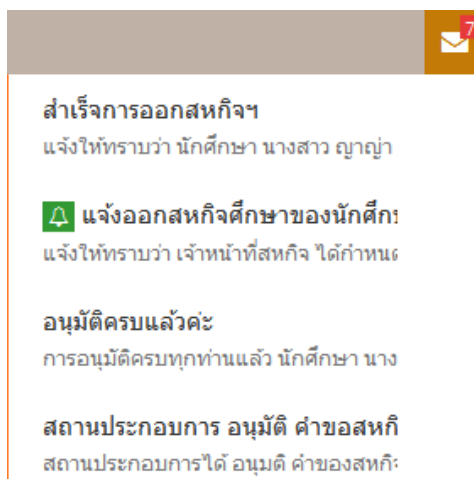 7
สำเร็จการออกสหกิจฯ
แจ้งให้ทราบว่า นักศึกษา นางสาว ญาญ่า
แจ้งออกสหกิจศึกษาของนักศึกษ
แจ้งให้ทราบว่า เจ้าหน้าที่สหกิจ ได้กำหนด
อนุมัติครบแล้วค่ะ
การอนุมัติครบทุกท่านแล้ว นักศึกษา นาง
สถานประกอบการ อนุมัติ คำขอสหกิ
สถานประกอบการได้ อนุมติ คำของสหกิจ